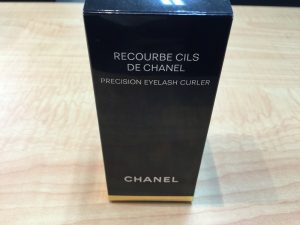 RECOURBE CILS
DE CHANEL
PRECISION EYELASH CURLER
CHANEL